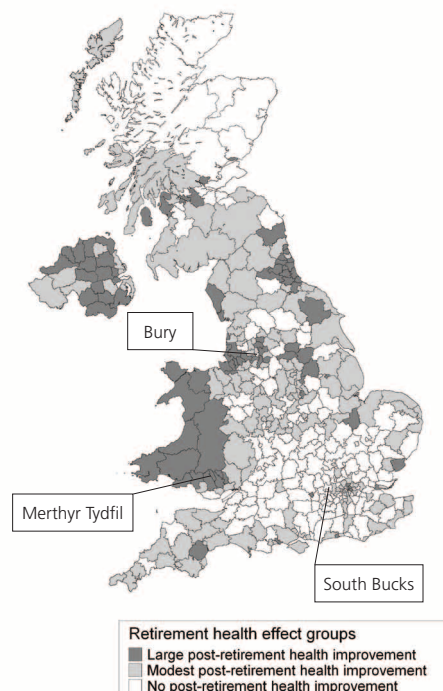 Bury
Merthyr Tydfil
South Bucks
Retirement health effect groups
Large post-retirement health improvement
Modest post-retirement health improvement
No post-retirement health improvement